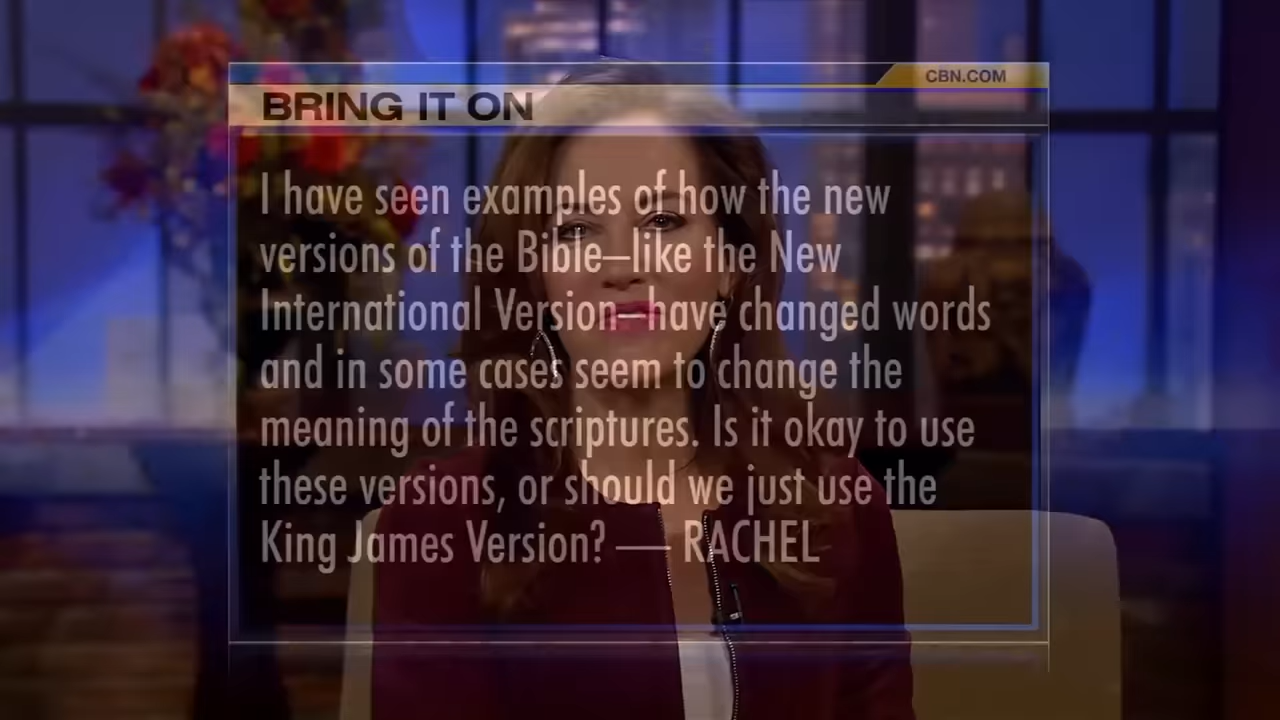 CBN.COM
BRING IT ON
I have seen examples of how the new
versions of the Bible—like the New
International Version—have changed words
and in some cases seem to change the
meaning of the scriptures. Is it okay to use
these versions, or should we just use the
King James Version? — RACHEL